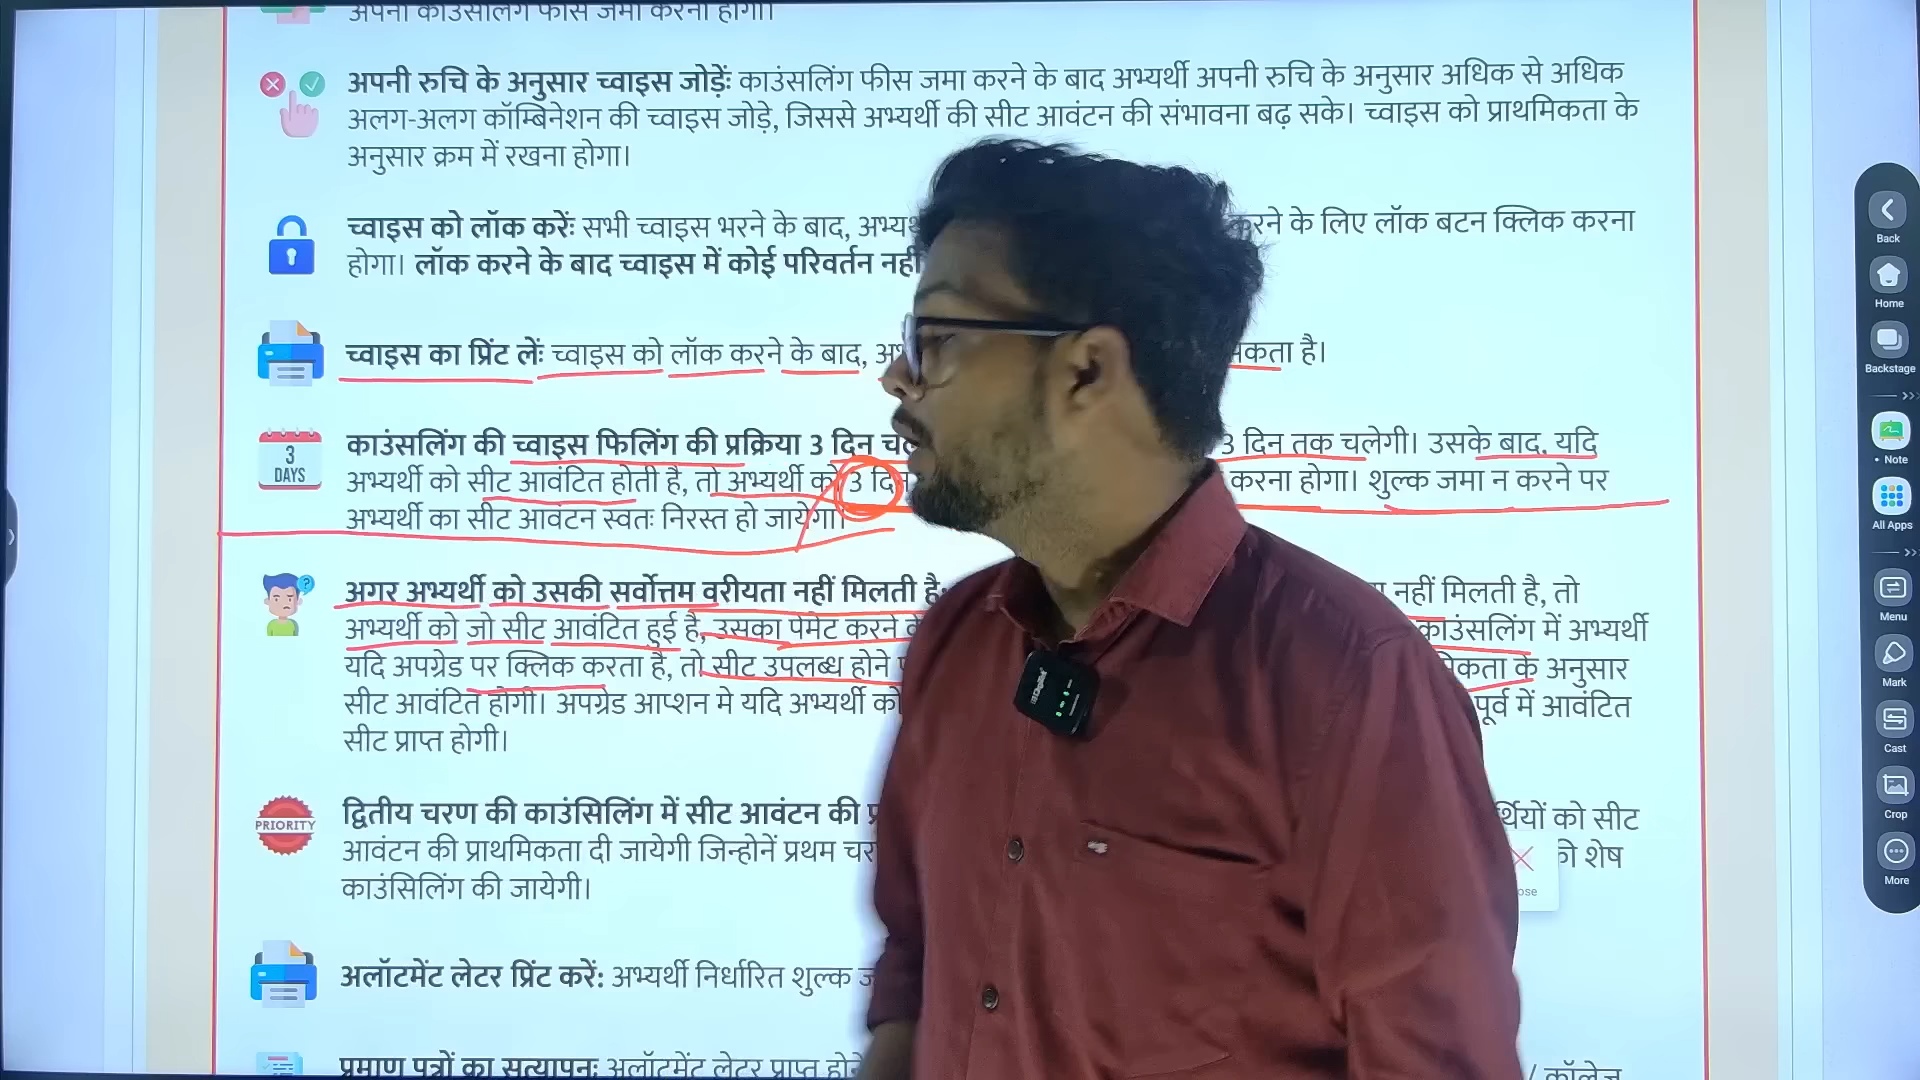 अपनी काउंसलिंग फीस जमा करना होगा।
अपनी रुचि के अनुसार च्वाइस जोड़ेंः काउंसलिंग फीस जमा करने के बाद अभ्यर्थी अपनी रुचि के अनुसार अधिक से अधिक
अलग-अलग कॉम्बिनेशन की च्वाइस जोड़े, जिससे अभ्यर्थी की सीट आवंटन की संभावना बढ़ सके। च्वाइस को प्राथमिकता के
अनुसार क्रम में रखना होगा।
च्वाइस को लॉक करेंः सभी च्वाइस भरने के बाद, करने के लिए लॉक बटन क्लिक करना
होगा। लॉक करने के बाद च्वाइस में कोई परिवर्तन नहीं
च्वाइस का प्रिंट लेंः च्वाइस को लॉक करने के बाद, सकता है।
3 DAYS
काउंसलिंग की च्वाइस फिलिंग की प्रक्रिया 3 दिन 3 दिन तक चलेगी। उसके बाद, यदि
अभ्यर्थी को सीट आवंटित होती है, तो अभ्यर्थी को 3 दिन करना होगा। शुल्क जमा न करने पर
अभ्यर्थी का सीट आवंटन स्वतः निरस्त हो जायेगा।
अगर अभ्यर्थी को उसकी सर्वोत्तम वरीयता नहीं मिलती है: नहीं मिलती है, तो
अभ्यर्थी को जो सीट आवंटित हुई है, उसका पेमेंट करने काउंसलिंग में अभ्यर्थी
यदि अपग्रेड पर क्लिक करता है, तो सीट उपलब्ध होने के अनुसार
सीट आवंटित होगी। अपग्रेड आप्शन मे यदि अभ्यर्थी को पूर्व में आवंटित
सीट प्राप्त होगी।
PRIORITY
द्वितीय चरण की काउंसिलिंग में सीट आवंटन की को सीट
आवंटन की प्राथमिकता दी जायेगी जिन्होनें प्रथम की शेष
काउंसिलिंग की जायेगी।
अलॉटमेंट लेटर प्रिंट करें: अभ्यर्थी निर्धारित शुल्क
प्रमाण पत्रों का सत्यापन: अलॉटमेंट लेटर प्राप्त होने / कॉलेज
Back
Home
Backstage
• Note
All Apps
Menu
Mark
Cast
Crop
More